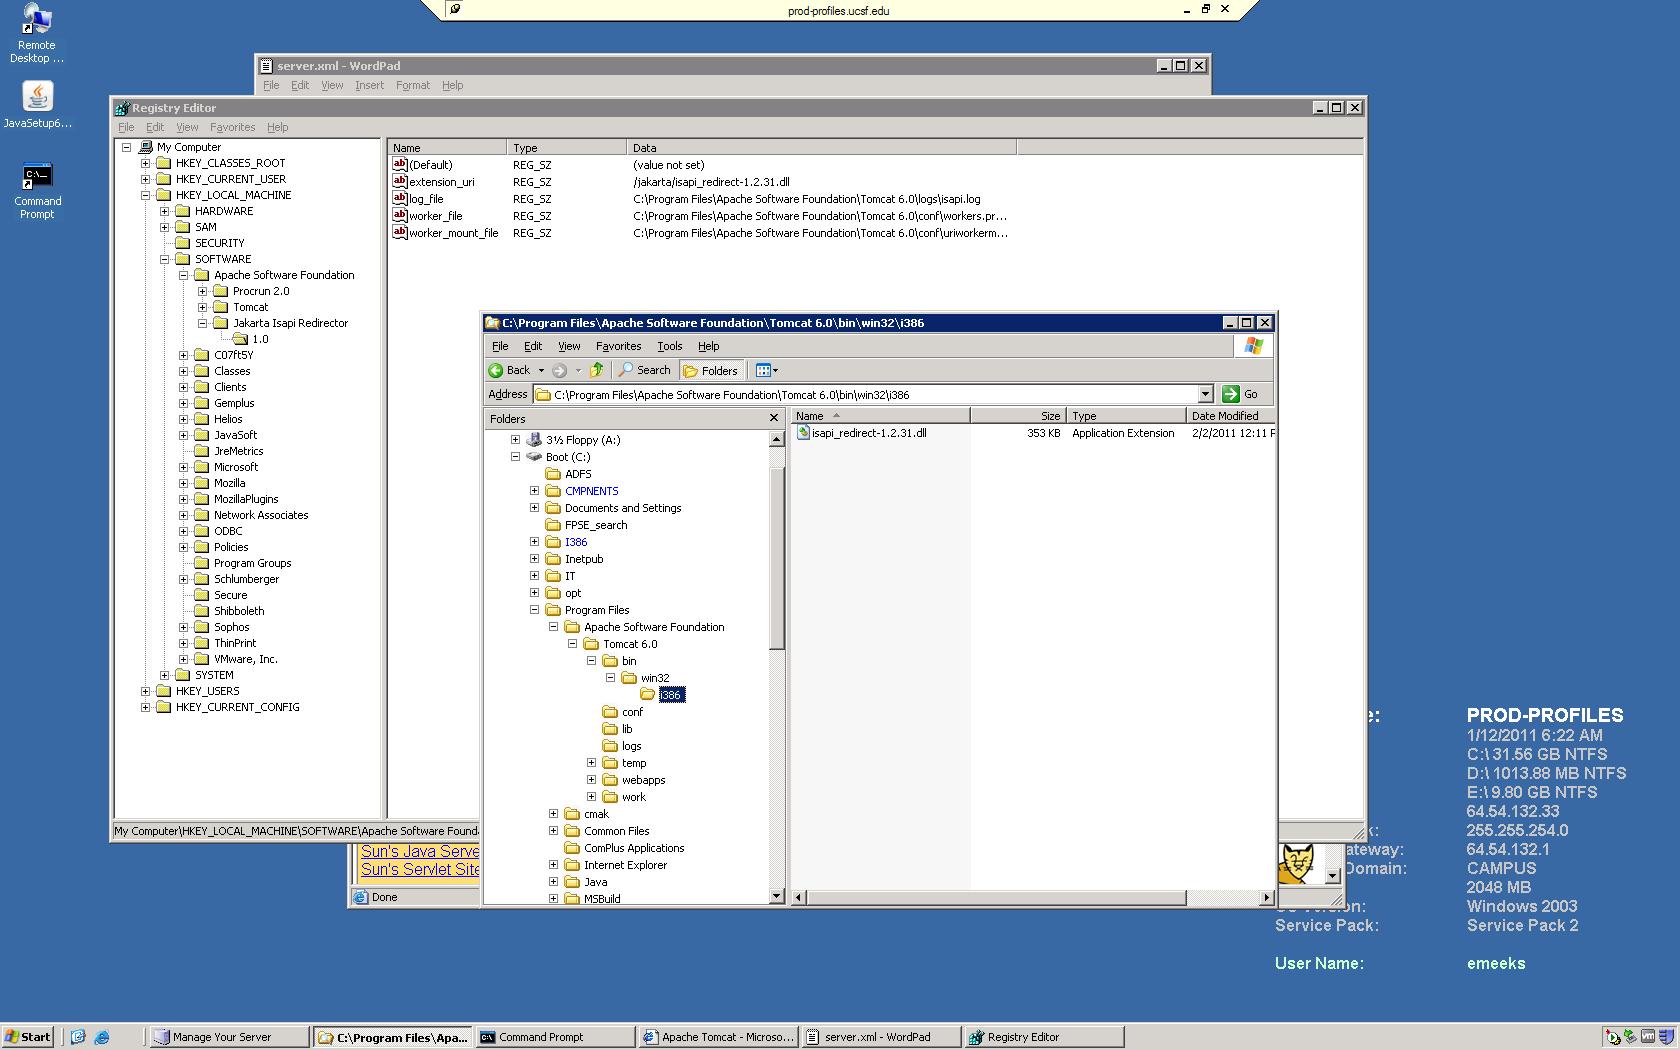 prod-profiles.ucsf.edu
Remote
Desktop ...
JavaSetup6...
Command
Prompt
server.xml - WordPad
File Edit View Insert Format Help
Registry Editor
File Edit View Favorites Help
My Computer
HKEY_CLASSES_ROOT
HKEY_CURRENT_USER
HKEY_LOCAL_MACHINE
HARDWARE
SAM
SECURITY
SOFTWARE
Apache Software Foundation
Procrun 2.0
Tomcat
Jakarta Isapi Redirector
1.0
C07ft5Y
Classes
Clients
Gemplus
Helios
JavaSoft
JreMetrics
Microsoft
Mozilla
MozillaPlugins
Network Associates
ODBC
Policies
Program Groups
Schlumberger
Secure
Shibboleth
Sophos
ThinPrint
VMware, Inc.
SYSTEM
HKEY_USERS
HKEY_CURRENT_CONFIG
Name Type Data
(Default) REG_SZ (value not set)
extension_uri REG_SZ /jakarta/isapi_redirect-1.2.31.dll
log_file REG_SZ C:\Program Files\Apache Software Foundation\Tomcat 6.0\logs\isapi.log
worker_file REG_SZ C:\Program Files\Apache Software Foundation\Tomcat 6.0\conf\workers.pr...
worker_mount_file REG_SZ C:\Program Files\Apache Software Foundation\Tomcat 6.0\conf\uriworkerm...
My Computer\HKEY_LOCAL_MACHINE\SOFTWARE\Apache Software Found
C:\Program Files\Apache Software Foundation\Tomcat 6.0\bin\win32\i386
File Edit View Favorites Tools Help
Back Search Folders
Address C:\Program Files\Apache Software Foundation\Tomcat 6.0\bin\win32\i386 Go
Folders
3½ Floppy (A:)
Boot (C:)
ADFS
CMPNENTS
Documents and Settings
FPSE_search
I386
Inetpub
IT
opt
Program Files
Apache Software Foundation
Tomcat 6.0
bin
win32
i386
conf
lib
logs
temp
webapps
work
cmak
Common Files
ComPlus Applications
Internet Explorer
Java
MSBuild
Name Size Type Date Modified
isapi_redirect-1.2.31.dll 353 KB Application Extension 2/2/2011 12:11 P
Sun's Java Serve
Sun's Servlet Site
Done
e: PROD-PROFILES
1/12/2011 6:22 AM
C:\ 31.56 GB NTFS
D:\ 1013.88 MB NTFS
E:\ 9.80 GB NTFS
64.54.132.33
k: 255.255.254.0
ateway: 64.54.132.1
Domain: CAMPUS
2048 MB
OS Version: Windows 2003
Service Pack: Service Pack 2
User Name: emeeks
Start Manage Your Server C:\Program Files\Apa... Command Prompt Apache Tomcat - Microso... server.xml - WordPad Registry Editor